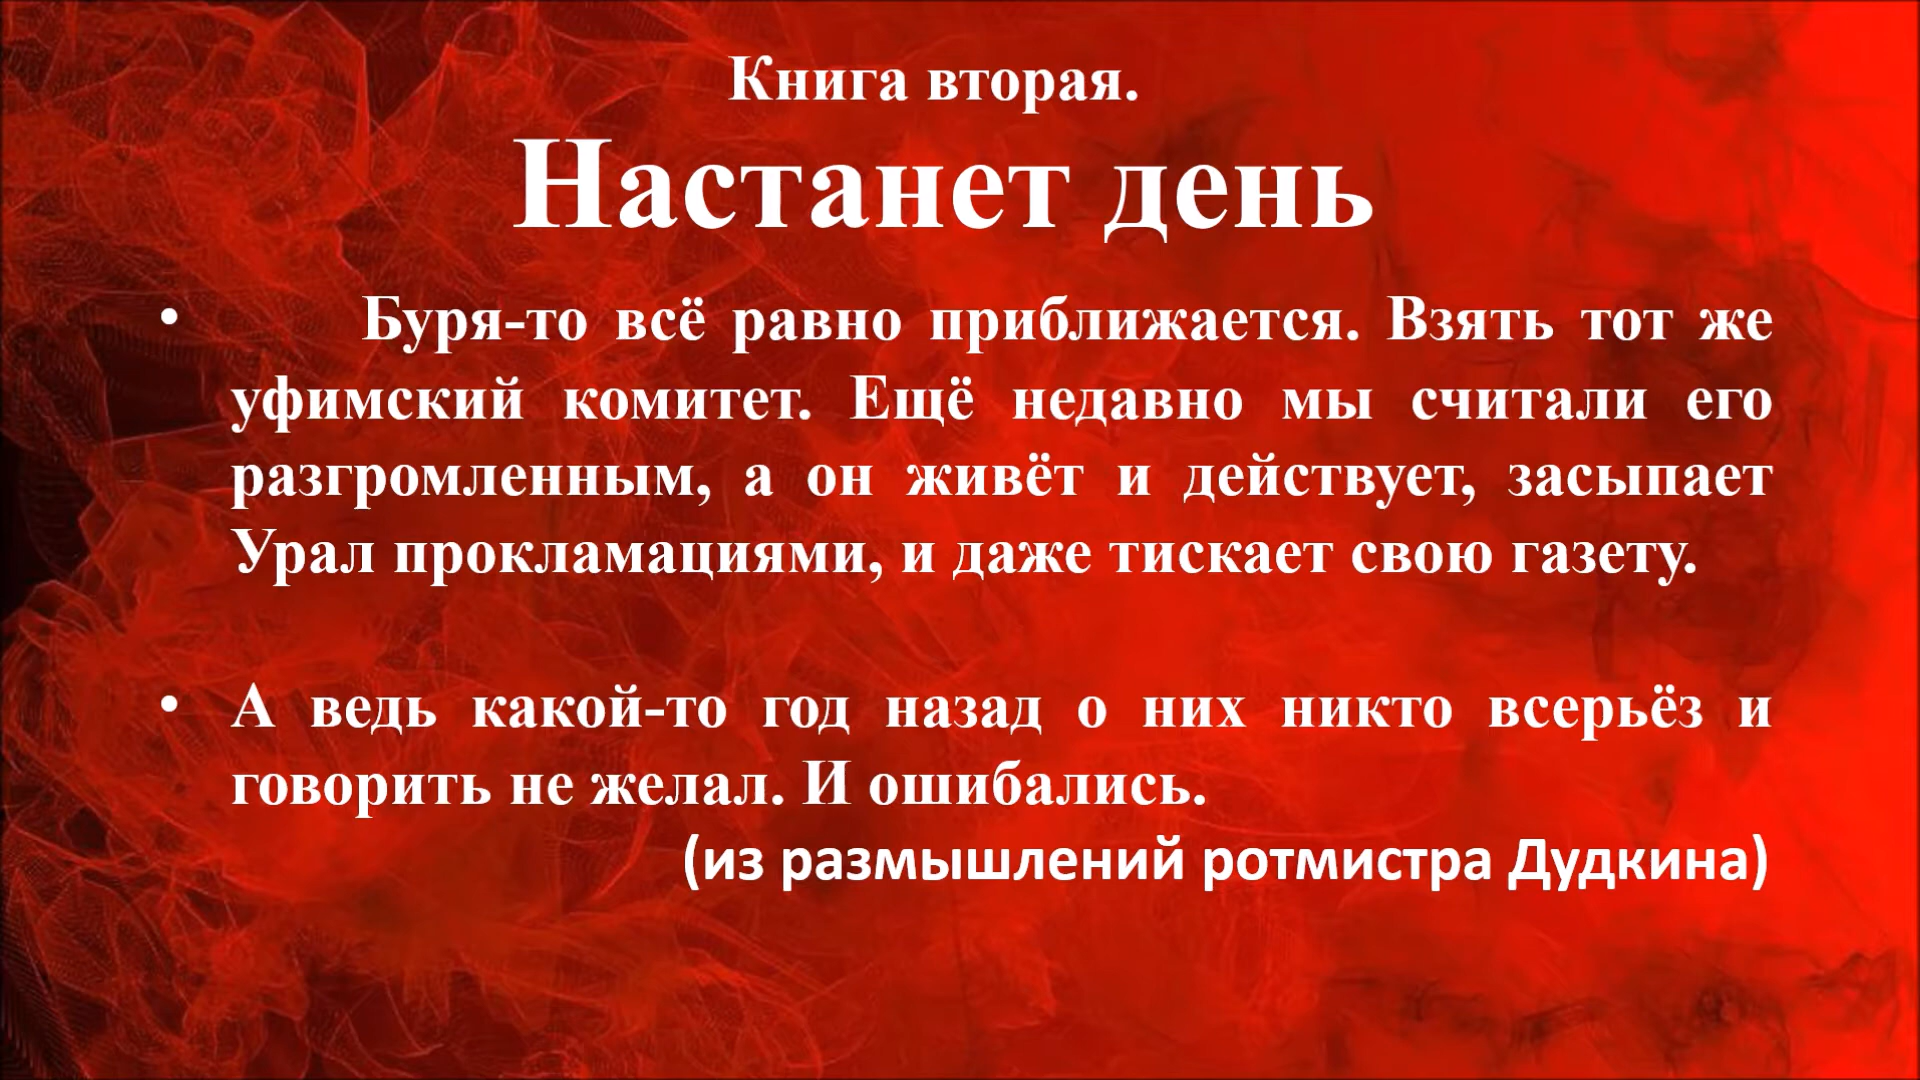 Книга вторая.
Настанет день
• Буря-то всё равно приближается. Взять тот же
уфимский комитет. Ещё недавно мы считали его
разгромленным, а он живёт и действует, засыпает
Урал прокламациями, и даже тискает свою газету.
• А ведь какой-то год назад о них никто всерьёз и
говорить не желал. И ошибались.
(из размышлений ротмистра Дудкина)